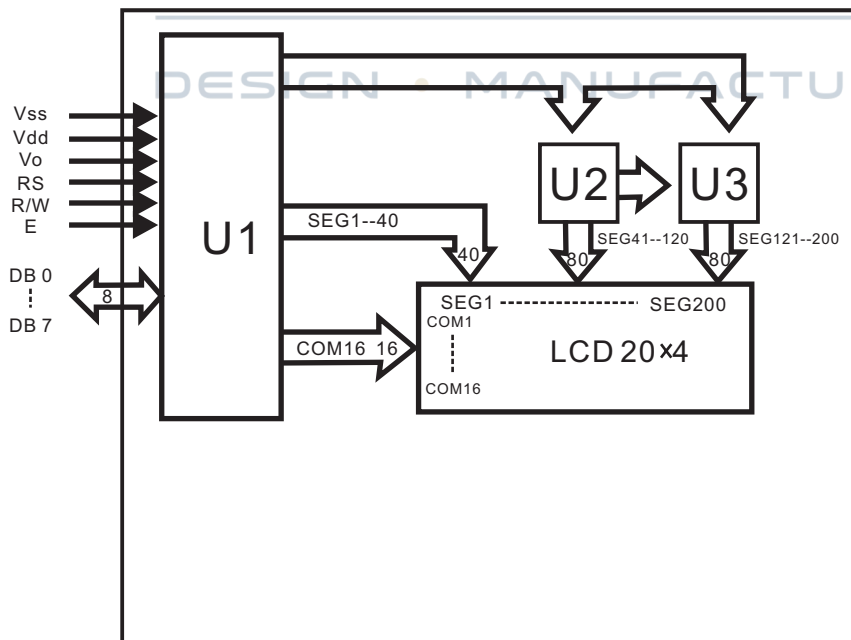 DESIGN • MANUFACTU
Vss
Vdd
Vo
RS
R/W
E
DB 0
DB 7
8
U1
U2
U3
SEG1--40
40
SEG41--120
80
SEG121--200
80
COM16 16
SEG1
SEG200
COM1
COM16
LCD 20×4